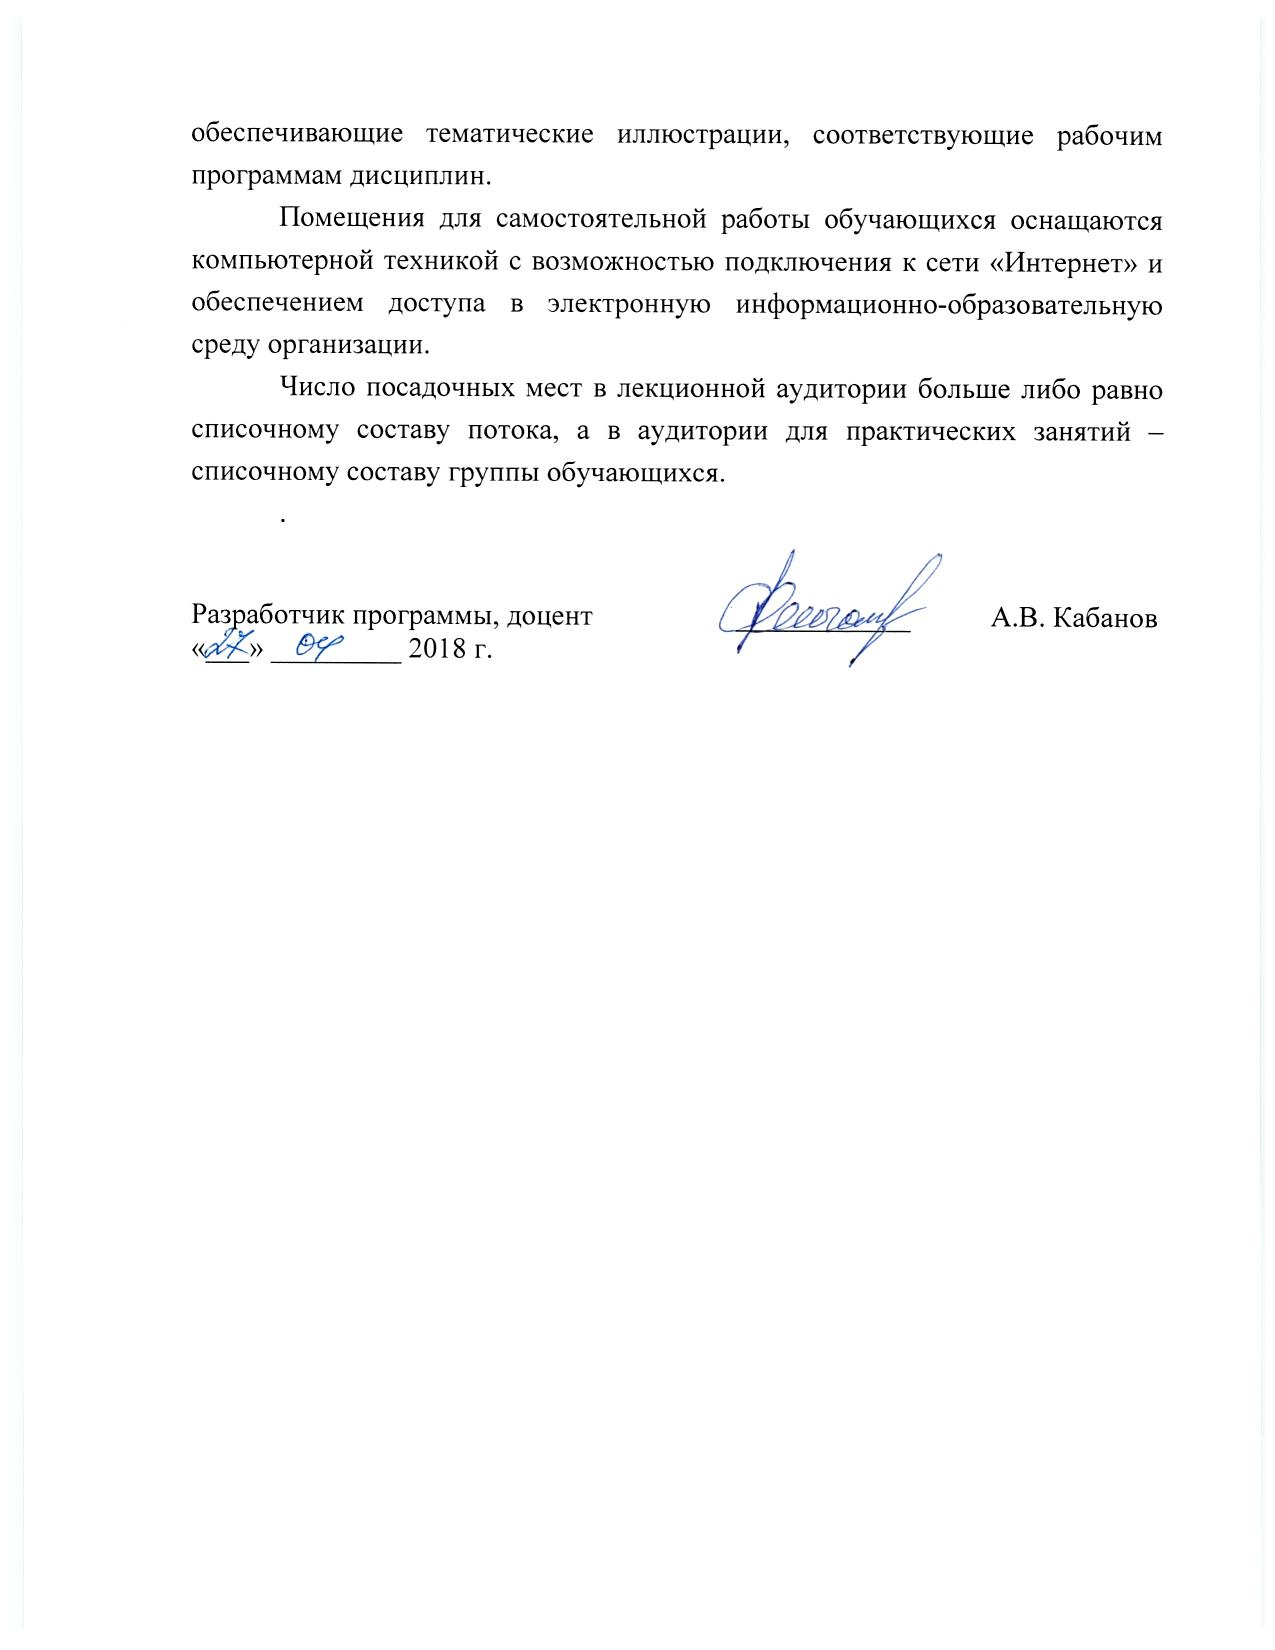 обеспечивающие тематические иллюстрации, соответствующие рабочим
программам дисциплин.
Помещения для самостоятельной работы обучающихся оснащаются
компьютерной техникой с возможностью подключения к сети «Интернет» и
обеспечением доступа в электронную информационно-образовательную
среду организации.
Число посадочных мест в лекционной аудитории больше либо равно
списочному составу потока, а в аудитории для практических занятий –
списочному составу группы обучающихся.
.
Разработчик программы, доцент А.В. Кабанов
«27» 04 2018 г.